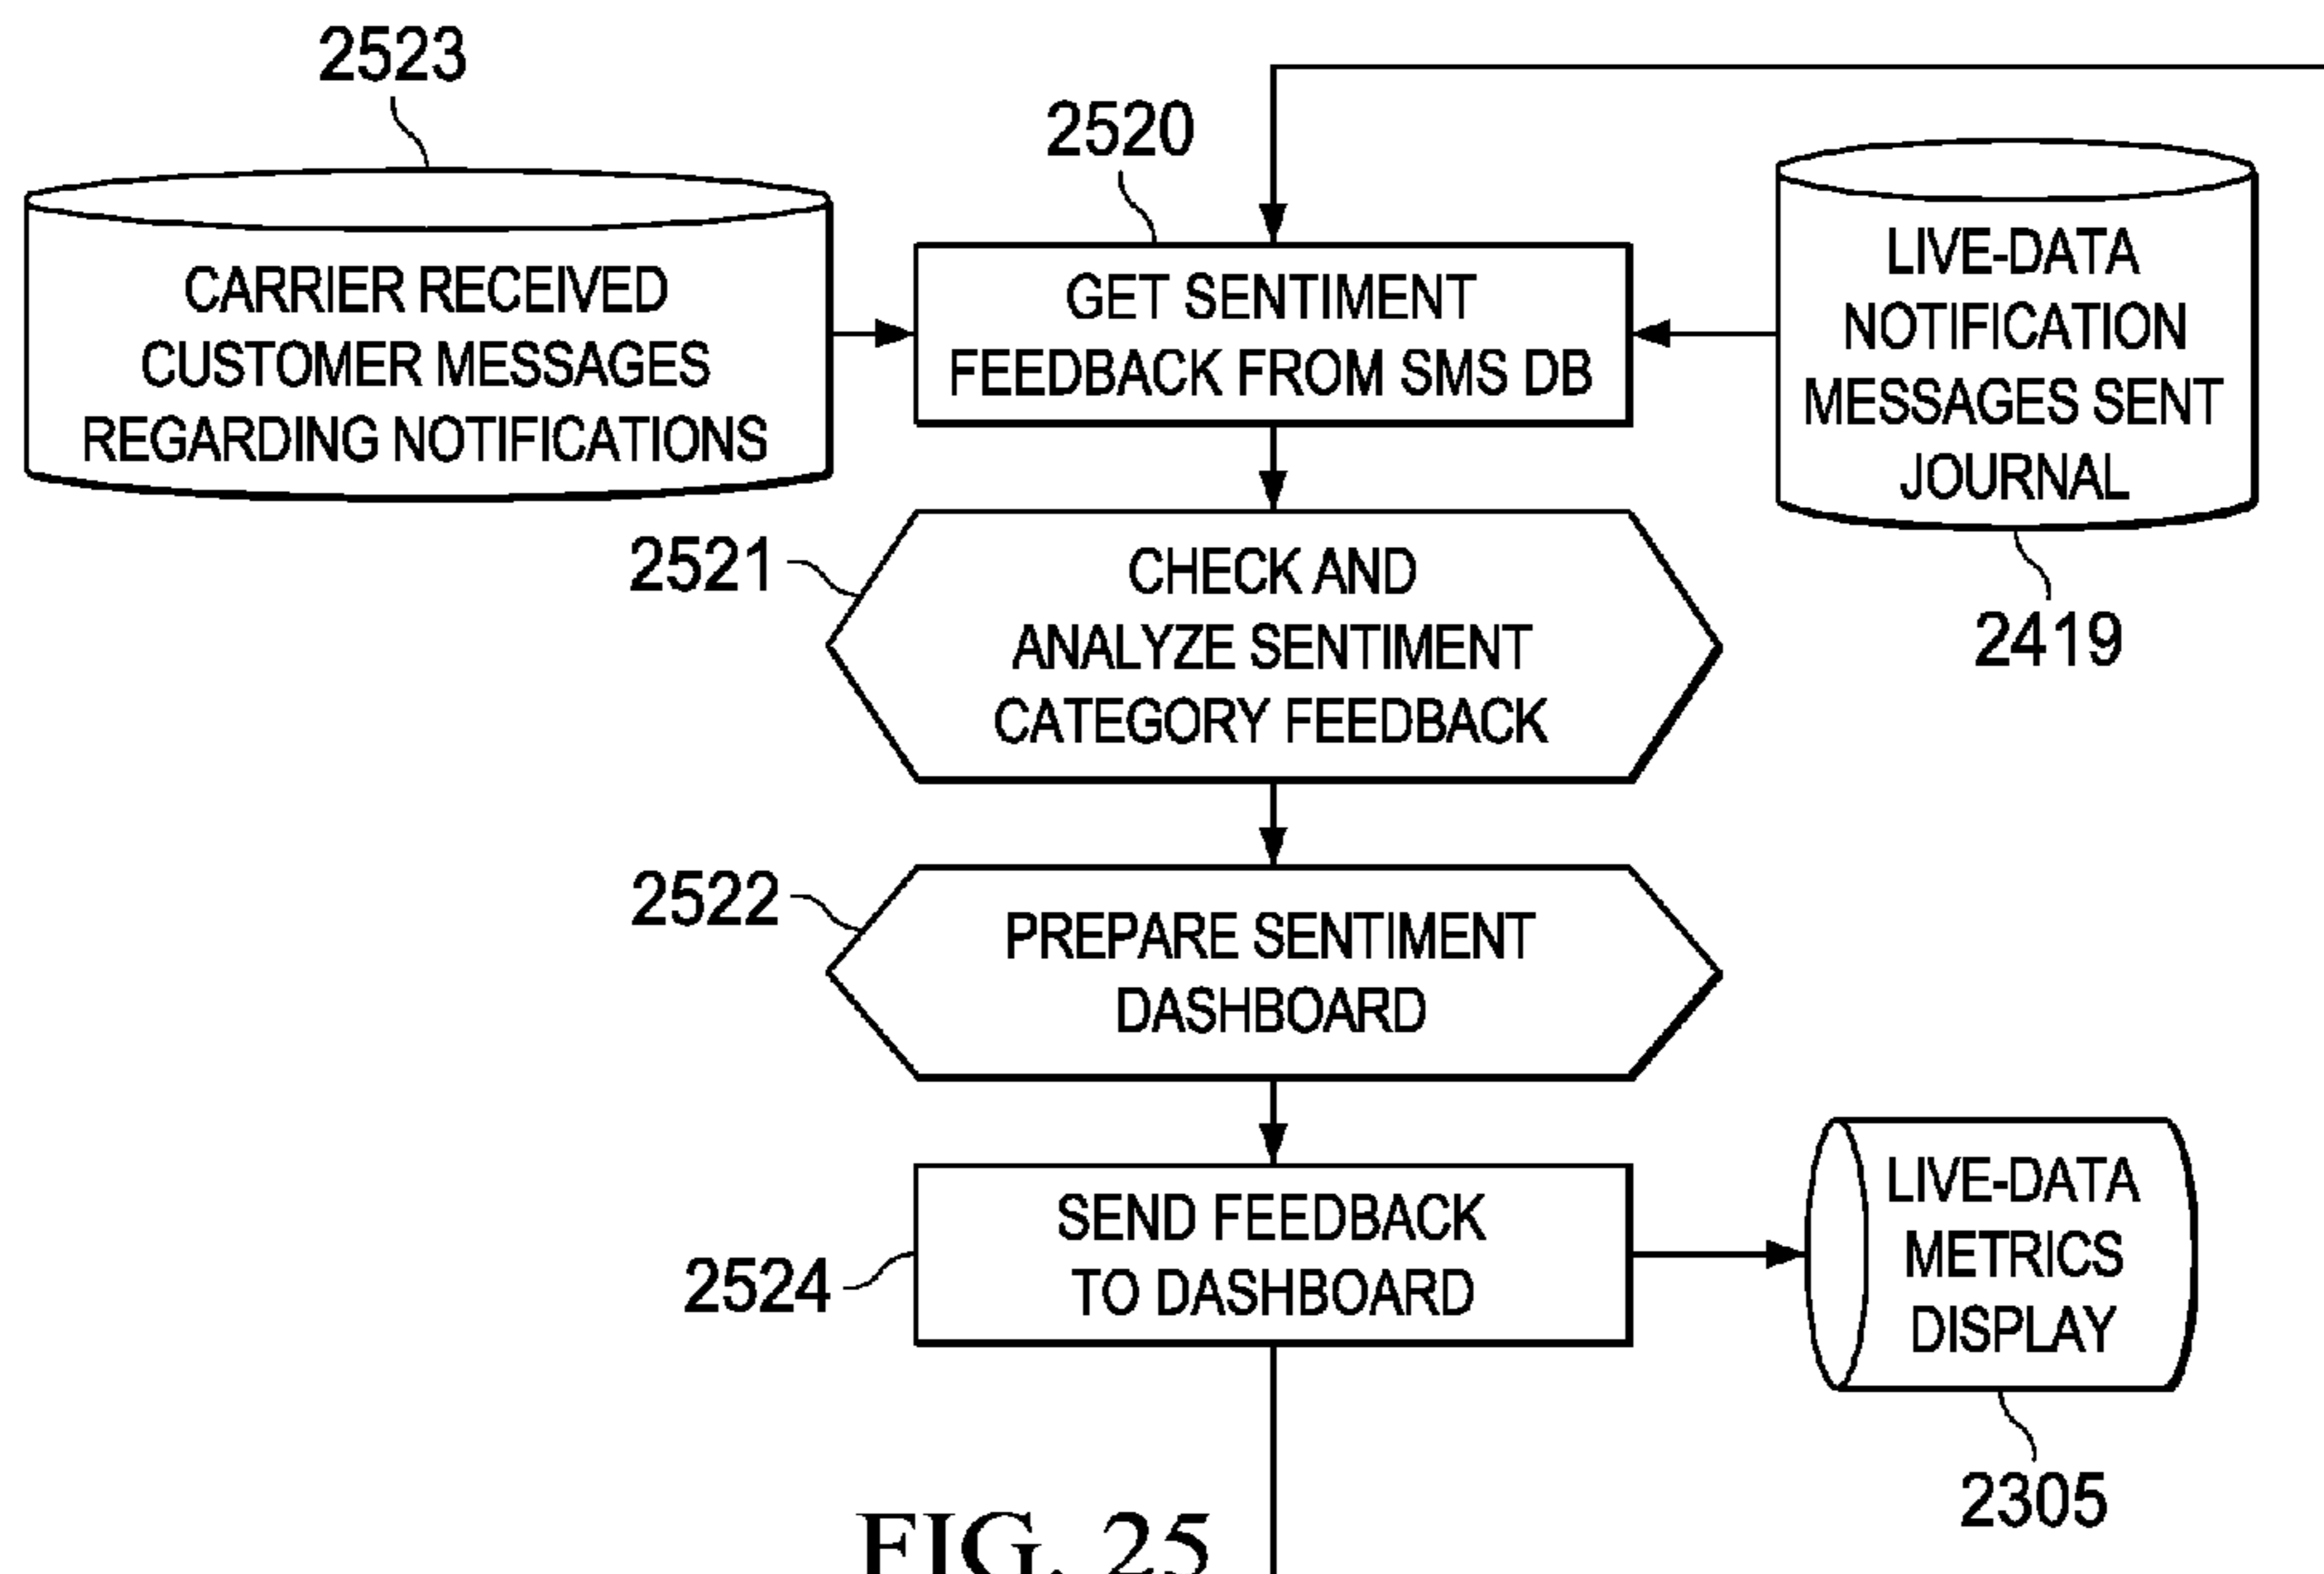 2523
2520
CARRIER RECEIVED
CUSTOMER MESSAGES
REGARDING NOTIFICATIONS
GET SENTIMENT
FEEDBACK FROM SMS DB
LIVE-DATA
NOTIFICATION
MESSAGES SENT
JOURNAL
2419
2521
CHECK AND
ANALYZE SENTIMENT
CATEGORY FEEDBACK
2522
PREPARE SENTIMENT
DASHBOARD
2524
SEND FEEDBACK
TO DASHBOARD
LIVE-DATA
METRICS
DISPLAY
2305
FIG. 25